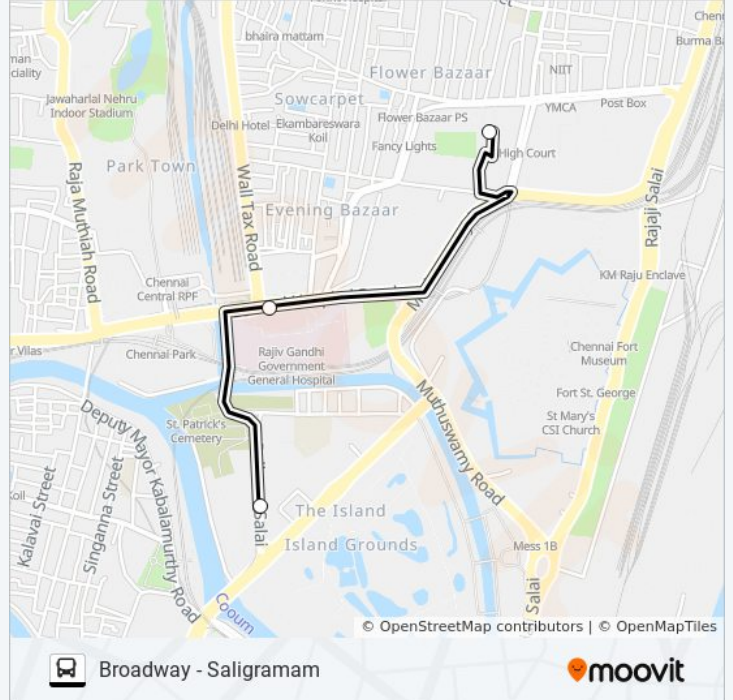 bhaira mattam
Flower Bazaar
NIIT
Burma
Jawaharlal Nehru
Indoor Stadium
Sowcarpet
YMCA
Post Box
Delhi Hotel
Ekambareswara
Koil
Flower Bazaar PS
Fancy Lights
High Court
Park Town
Raja Muthiah Road
Wall Tax Road
Evening Bazaar
Rajaji Salai
Chennai
Central RPF
KM Raju Enclave
r Vilas
Chennai Park
Rajiv Gandhi
Government
General Hospital
Chennai Fort
Museum
Fort St. George
St Mary's
CSI Church
St. Patrick's
Cemetery
Muthuswamy Road
Deputy Mayor Kabalamurthy Road
Kalavai Street
Singanna Street
Salai
The Island
Island Grounds
Mess 1B
Salai
Cooum
© OpenStreetMap contributors | © OpenMapTiles
Broadway - Saligramam
moovit